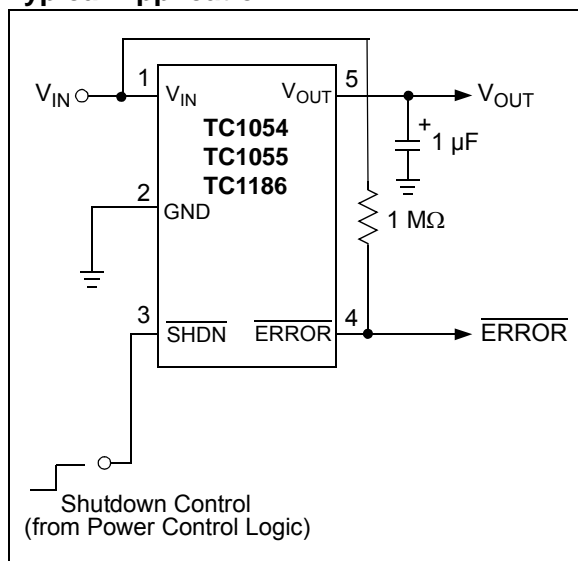 1
5
V_IN
V_IN
V_OUT
V_OUT
TC1054
TC1055
TC1186
+
1 µF
2
GND
1 MΩ
3
4
SHDN
ERROR
ERROR
Shutdown Control
(from Power Control Logic)